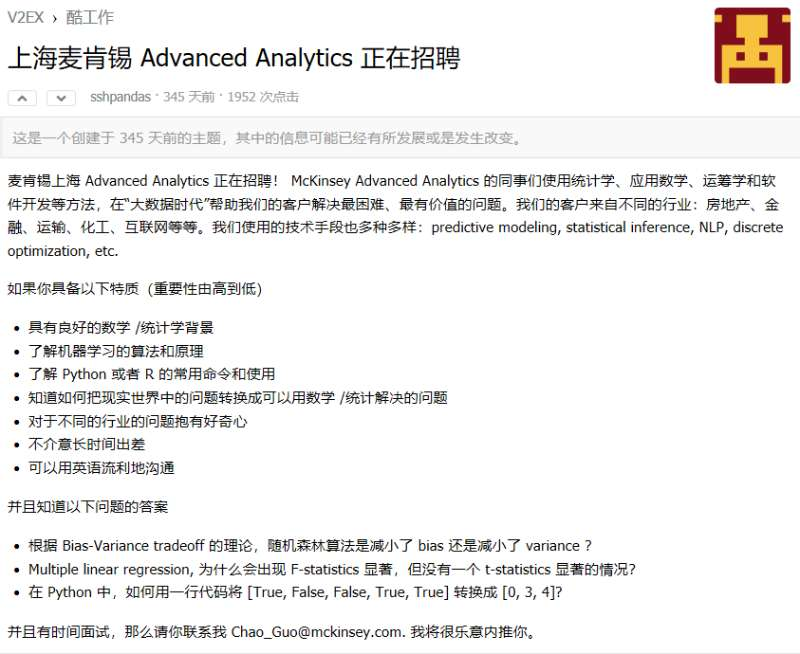 V2EX › 酷工作
上海麦肯锡 Advanced Analytics 正在招聘
sshpandas · 345 天前 · 1952 次点击
这是一个创建于 345 天前的主题，其中的信息可能已经有所发展或是发生改变。
麦肯锡上海 Advanced Analytics 正在招聘！ McKinsey Advanced Analytics 的同事们使用统计学、应用数学、运筹学和软
件开发等方法，在“大数据时代”帮助我们的客户解决最困难、最有价值的问题。我们的客户来自不同的行业：房地产、金
融、运输、化工、互联网等等。我们使用的技术手段也多种多样：predictive modeling, statistical inference, NLP, discrete
optimization, etc.
如果你具备以下特质（重要性由高到低）
• 具有良好的数学 /统计学背景
• 了解机器学习的算法和原理
• 了解 Python 或者 R 的常用命令和使用
• 知道如何把现实世界中的问题转换成可以用数学 /统计解决的问题
• 对于不同的行业的问题抱有好奇心
• 不介意长时间出差
• 可以用英语流利地沟通
并且知道以下问题的答案
• 根据 Bias-Variance tradeoff 的理论，随机森林算法是减小了 bias 还是减小了 variance ？
• Multiple linear regression, 为什么会出现 F-statistics 显著，但没有一个 t-statistics 显著的情况？
• 在 Python 中，如何用一行代码将 [True, False, False, True, True] 转换成 [0, 3, 4]?
并且有时间面试，那么请你联系我 Chao_Guo@mckinsey.com. 我将很乐意内推你。